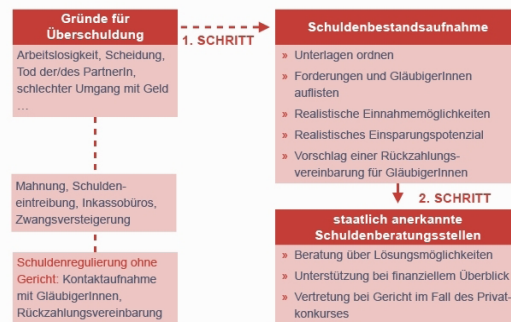 Gründe für
Überschuldung
Arbeitslosigkeit, Scheidung,
Tod der/des PartnerIn,
schlechter Umgang mit Geld
…
1. SCHRITT
Schuldenbestandsaufnahme
» Unterlagen ordnen
» Forderungen und GläubigerInnen
auflisten
» Realistische Einnahmemöglichkeiten
» Realistisches Einsparungspotenzial
» Vorschlag einer Rückzahlungs-
vereinbarung für GläubigerInnen
Mahnung, Schulden-
eintreibung, Inkassobüros,
Zwangsversteigerung
2. SCHRITT
staatlich anerkannte
Schuldenberatungsstellen
» Beratung über Lösungsmöglichkeiten
» Unterstützung bei finanziellem Überblick
» Vertretung bei Gericht im Fall des Privat-
konkurses
Schuldenregulierung ohne
Gericht: Kontaktaufnahme
mit GläubigerInnen,
Rückzahlungsvereinbarung